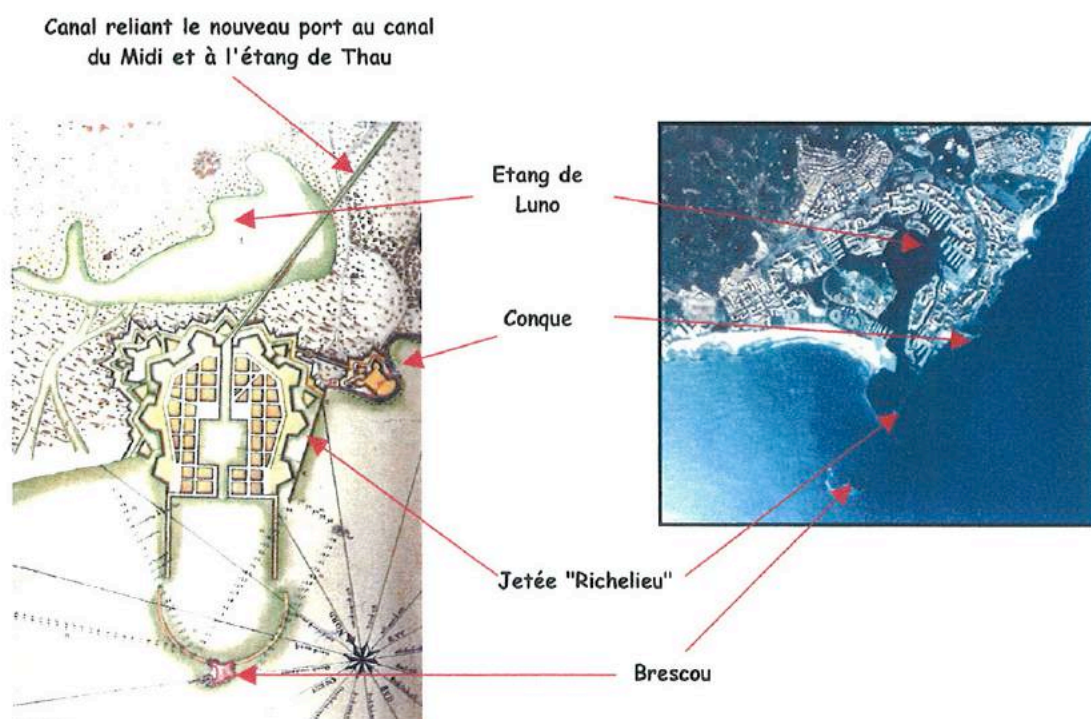 Canal reliant le nouveau port au canal
du Midi et à l'étang de Thau
Etang de
Luno
Conque
Jetée "Richelieu"
Brescou
NORD